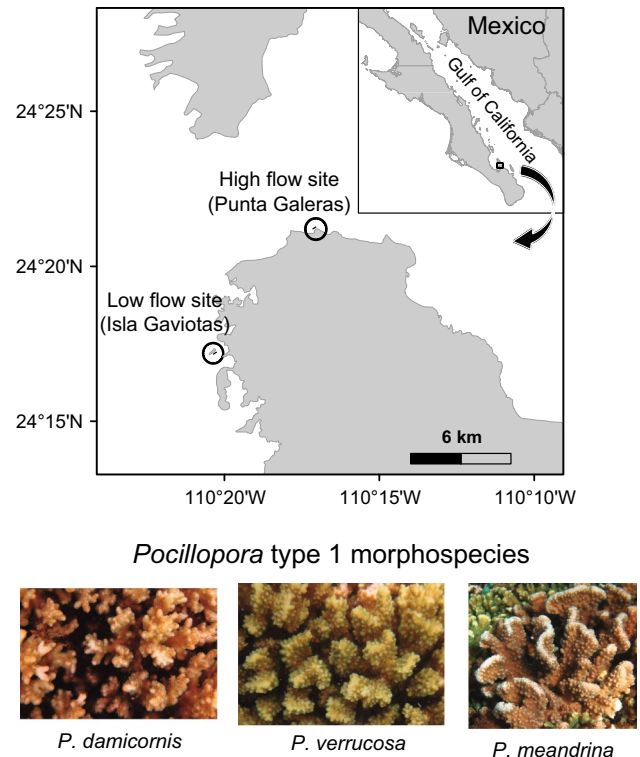 Mexico
Gulf of California
24°25'N
High flow site
(Punta Galeras)
24°20'N
Low flow site
(Isla Gaviotas)
24°15'N
6 km
110°20'W
110°15'W
110°10'W
Pocillopora type 1 morphospecies
P. damicornis
P. verrucosa
P. meandrina